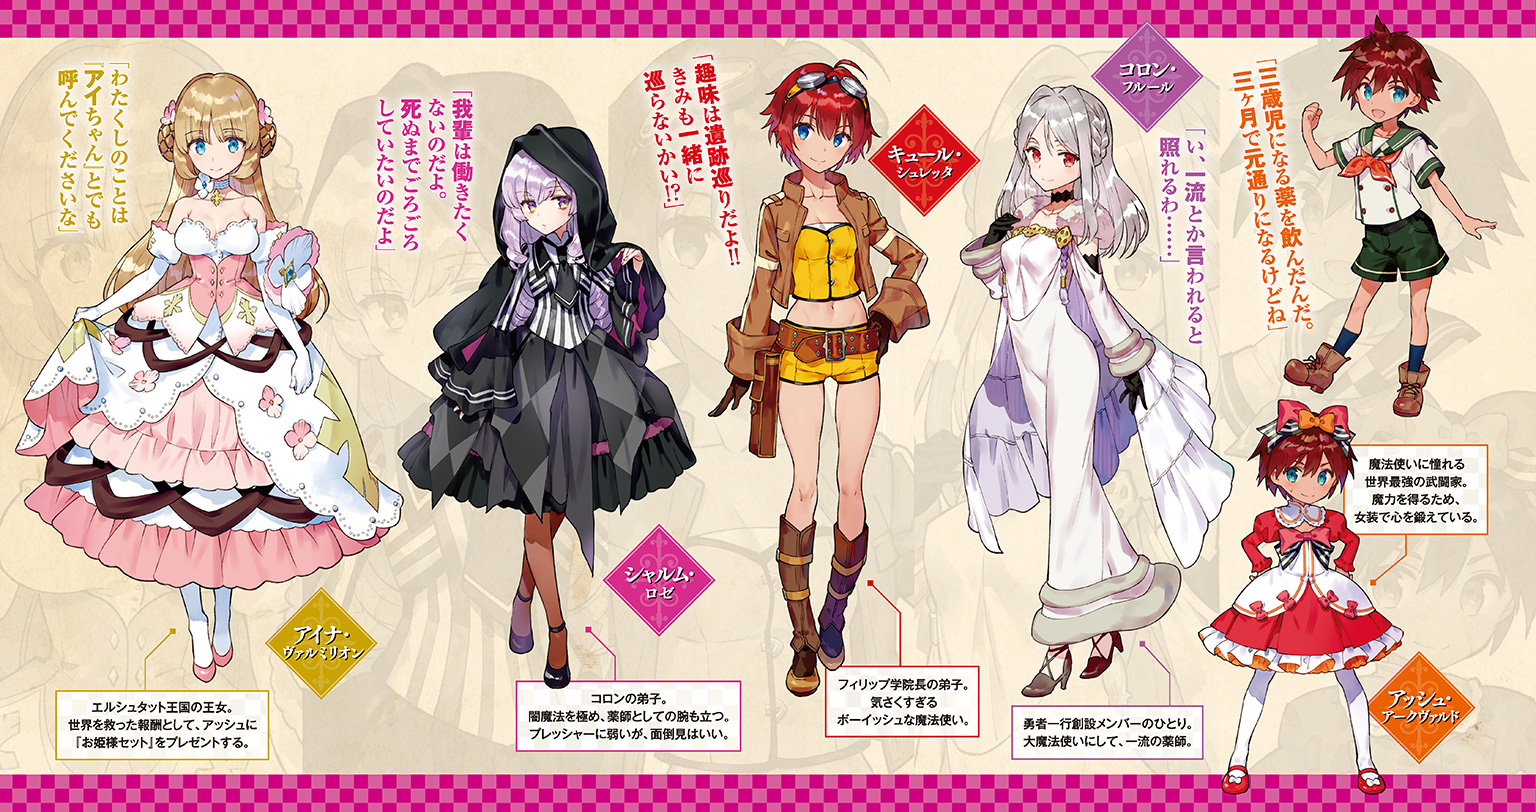 「わたくしのことは
『アイちゃん』とでも
呼んでくださいな」
アイナ・
ヴァルミリオン
エルシュタット王国の王女。
世界を救った報酬として、アッシュに
『お姫様セット』をプレゼントする。
「我輩は働きたく
ないのだよ。
死ぬまでごろごろ
していたいのだよ」
シャルム・
ロゼ
コロンの弟子。
闇魔法を極め、薬師としての腕も立つ。
プレッシャーに弱いが、面倒見はいい。
「趣味は遺跡巡りだよ!!
きみも一緒に
巡らないかい!?」
キュール・
シュレッタ
フィリップ学院長の弟子。
気さくすぎる
ボーイッシュな魔法使い。
コロン・
フルール
「い、一流とか言われると
照れるわ……」
勇者一行創設メンバーのひとり。
大魔法使いにして、一流の薬師。
「三歳児になる薬を飲んだんだ。
三ヶ月で元通りになるけどね」
魔法使いに憧れる
世界最強の武闘家。
魔力を得るため、
女装で心を鍛えている。
アッシュ・
アークヴァルド